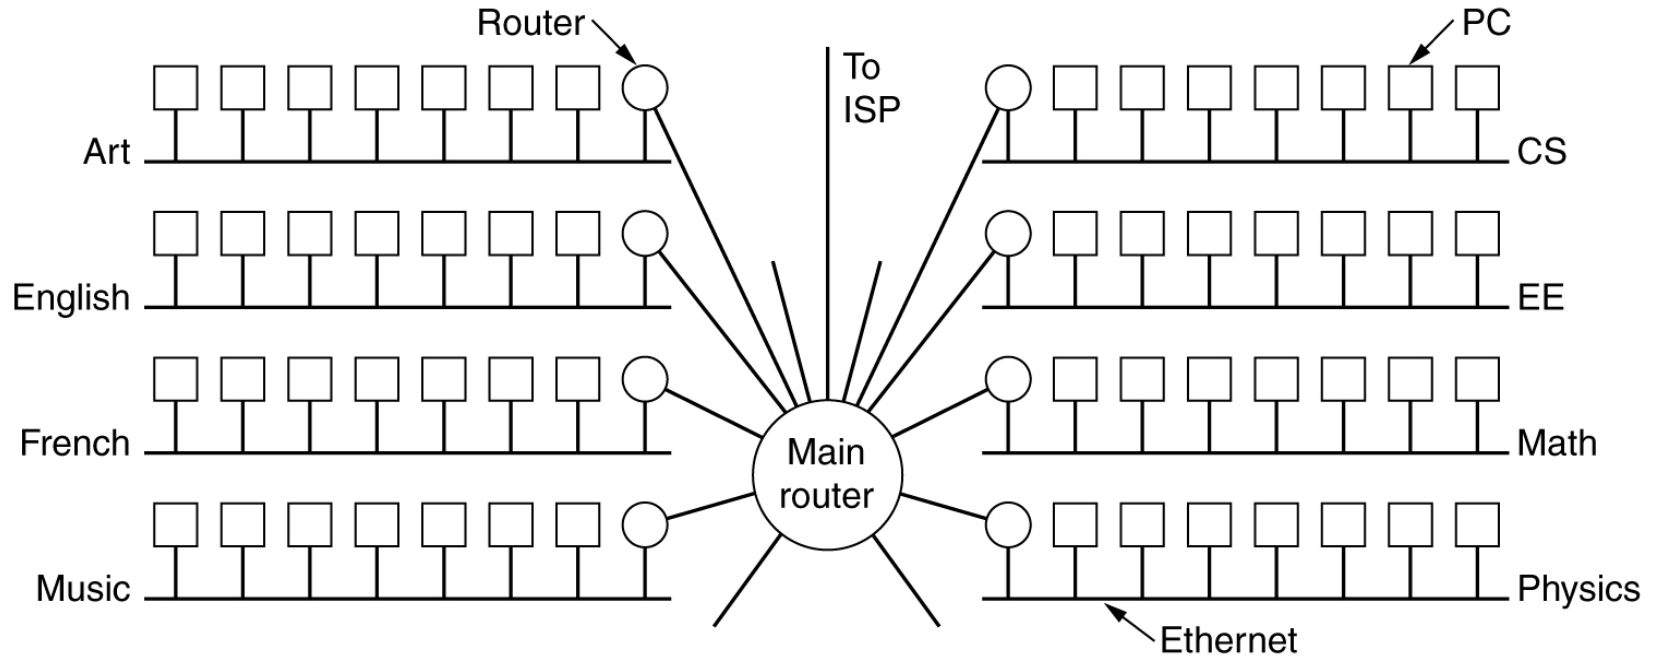 Router
PC
To
ISP
Art
CS
English
EE
French
Math
Main
router
Music
Physics
Ethernet